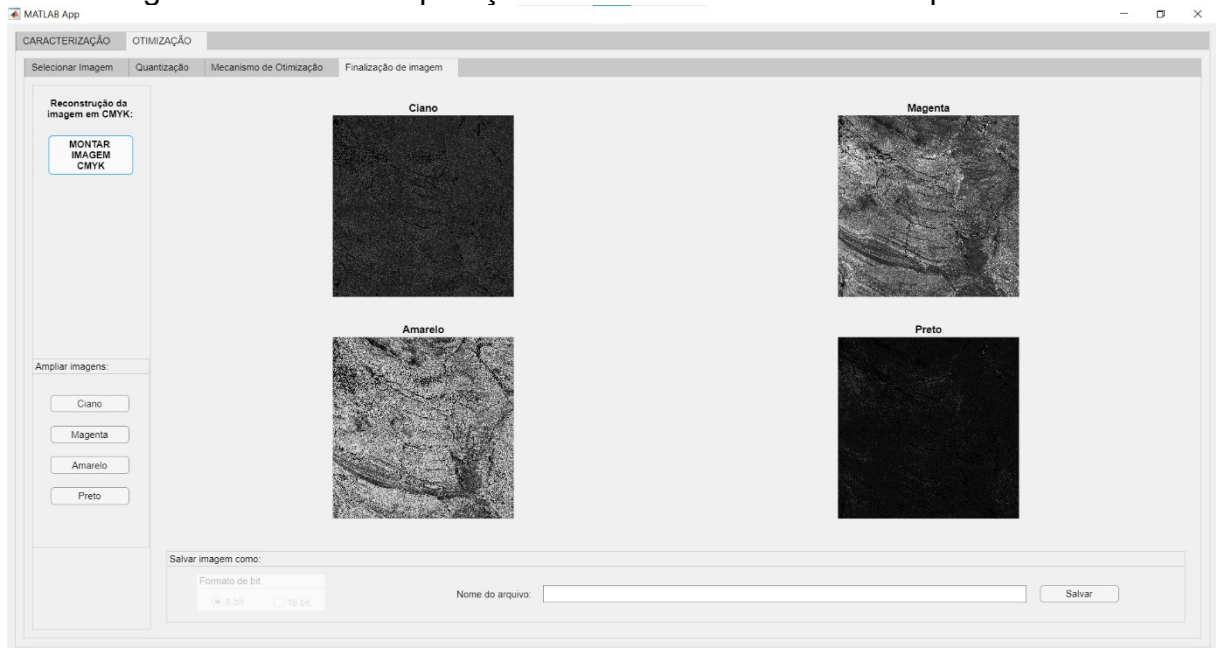 MATLAB App
CARACTERIZAÇÃO OTIMIZAÇÃO
Selecionar Imagem Quantização Mecanismo de Otimização Finalização de imagem
Reconstrução da
imagem em CMYK:
MONTAR
IMAGEM
CMYK
Ciano
Magenta
Amarelo
Preto
Ampliar imagens:
Ciano
Magenta
Amarelo
Preto
Salvar imagem como:
Formato de bit
8 bit 16 bit
Nome do arquivo:
Salvar